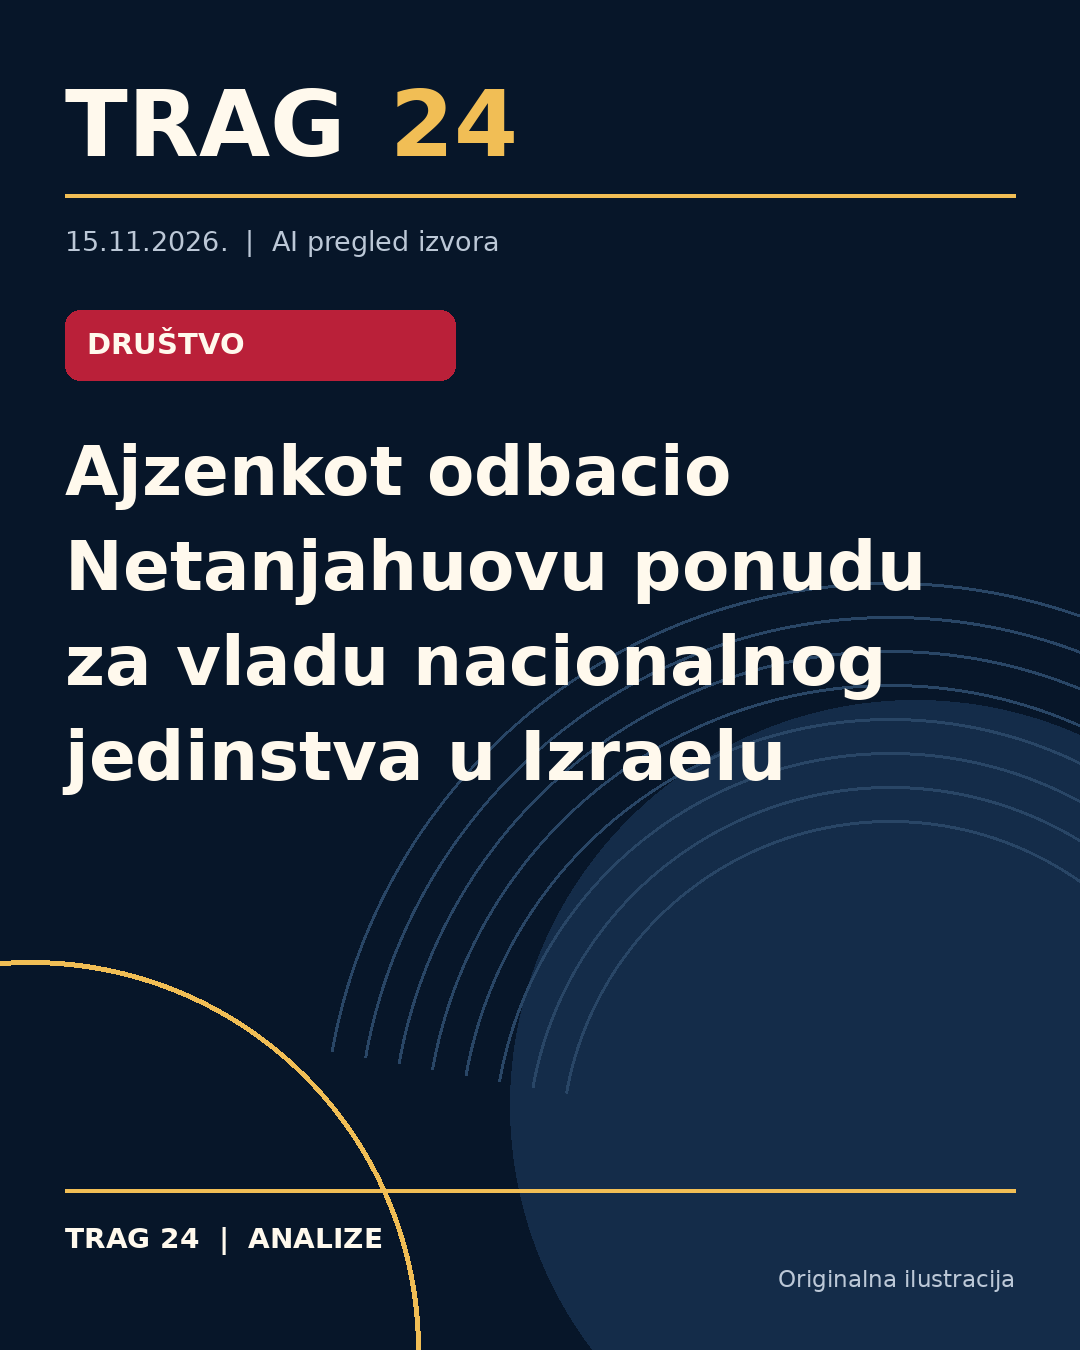 TRAG 24
15.11.2026. | AI pregled izvora
DRUŠTVO
Ajzenkot odbacio
Netanjahuovu ponudu
za vladu nacionalnog
jedinstva u Izraelu
TRAG 24 | ANALIZE
Originalna ilustracija